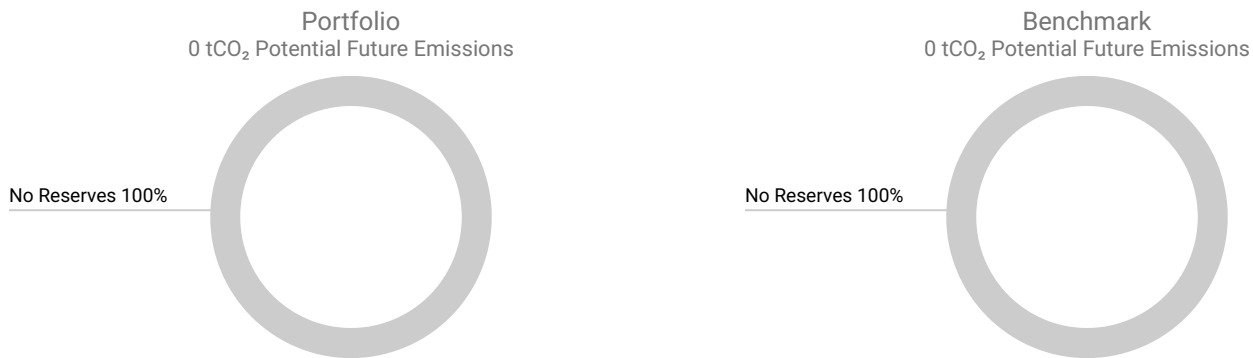 Portfolio
0 tCO₂ Potential Future Emissions
No Reserves 100%
Benchmark
0 tCO₂ Potential Future Emissions
No Reserves 100%